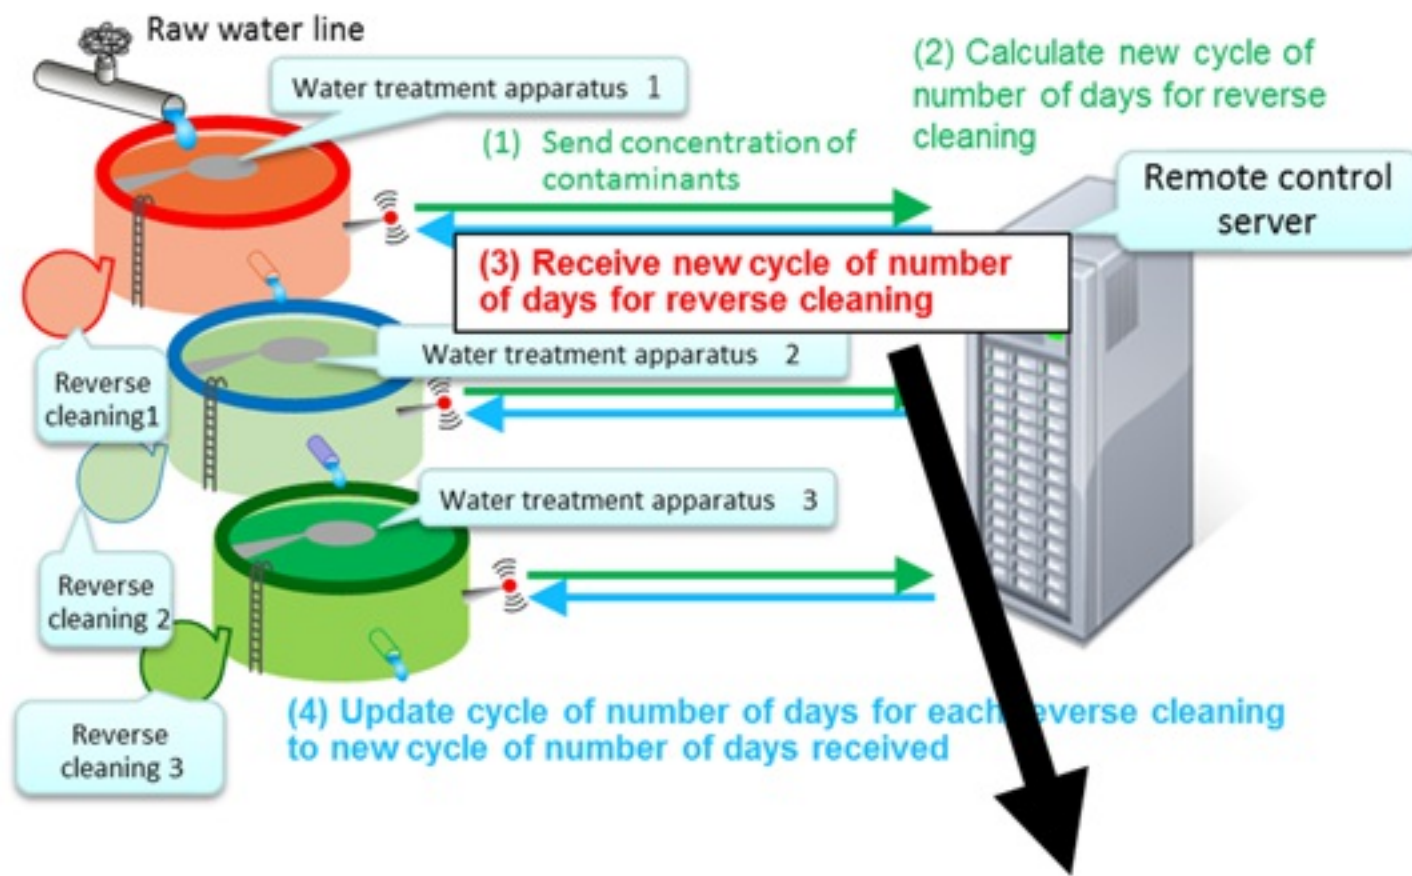 Raw water line
Water treatment apparatus 1
(1) Send concentration of
contaminants
(2) Calculate new cycle of
number of days for reverse
cleaning
Remote control
server
(3) Receive new cycle of number
of days for reverse cleaning
Water treatment apparatus 2
Reverse
cleaning1
Water treatment apparatus 3
Reverse
cleaning 2
Reverse
cleaning 3
(4) Update cycle of number of days for each reverse cleaning
to new cycle of number of days received